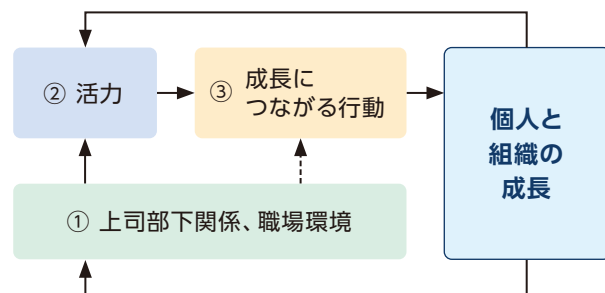 ② 活力
③ 成長に
つながる行動
個人と
組織の
成長
① 上司部下関係、職場環境